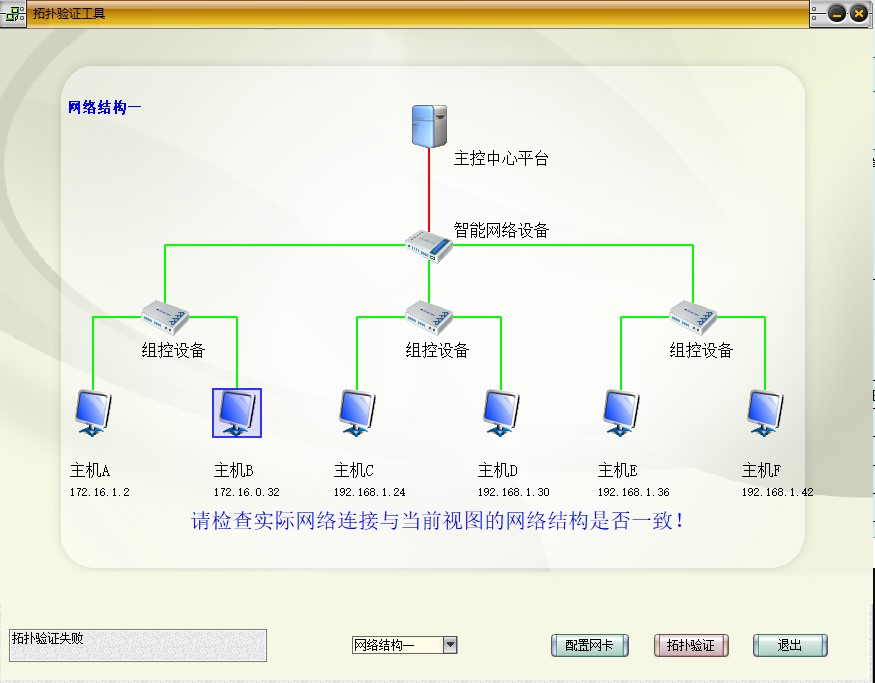 拓扑验证工具
网络结构一
主控中心平台
智能网络设备
组控设备 组控设备 组控设备
主机A 主机B 主机C 主机D 主机E 主机F
172.16.1.2 172.16.0.32 192.168.1.24 192.168.1.30 192.168.1.36 192.168.1.42
请检查实际网络连接与当前视图的网络结构是否一致!
拓扑验证失败 网络结构一 配置网卡 拓扑验证 退出